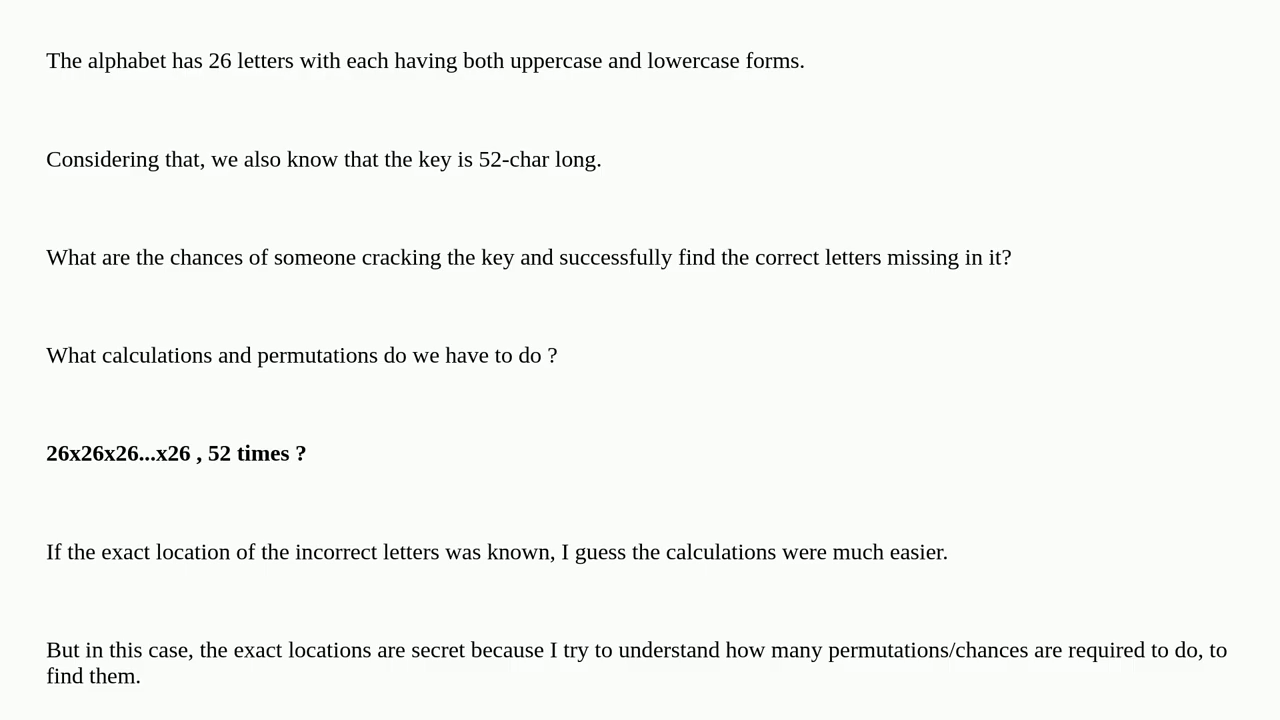 The alphabet has 26 letters with each having both uppercase and lowercase forms.
Considering that, we also know that the key is 52-char long.
What are the chances of someone cracking the key and successfully find the correct letters missing in it?
What calculations and permutations do we have to do ?
26x26x26...x26 , 52 times ?
If the exact location of the incorrect letters was known, I guess the calculations were much easier.
But in this case, the exact locations are secret because I try to understand how many permutations/chances are required to do, to
find them.